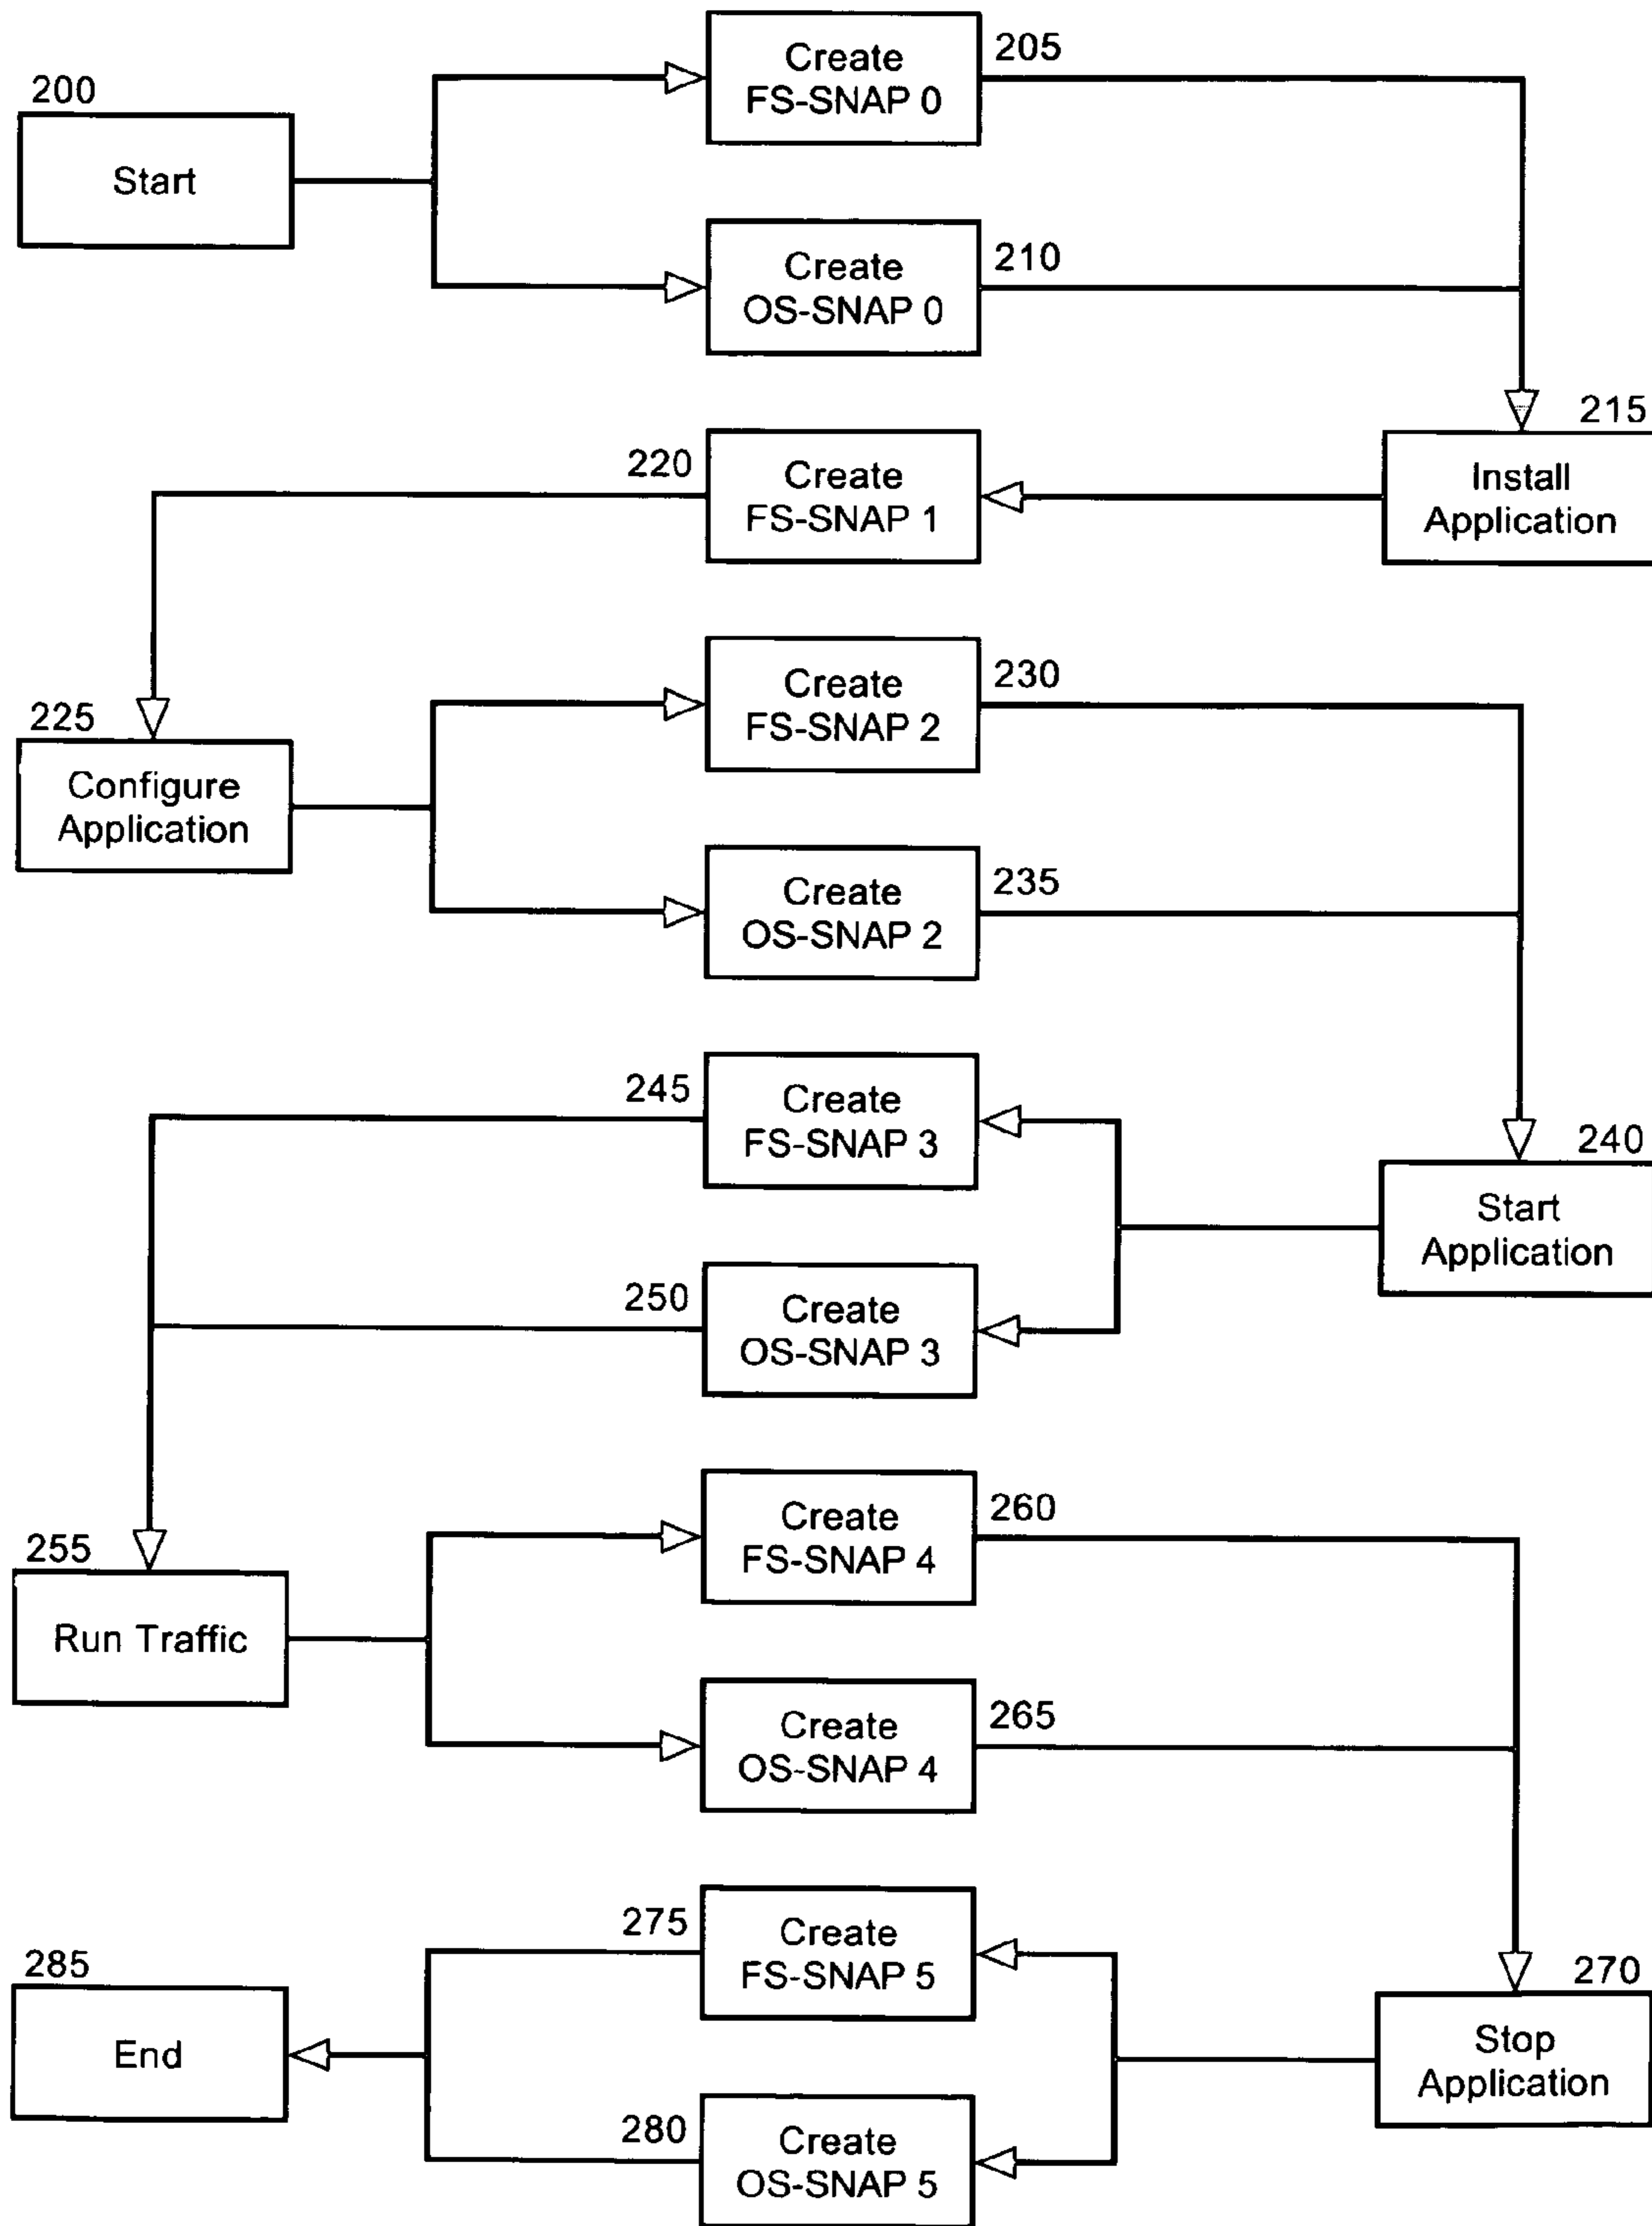 200
Start
Create
FS-SNAP 0
205
Create
OS-SNAP 0
210
215
Install
Application
220
Create
FS-SNAP 1
225
Configure
Application
Create
FS-SNAP 2
230
Create
OS-SNAP 2
235
240
Start
Application
245
Create
FS-SNAP 3
250
Create
OS-SNAP 3
255
Run Traffic
Create
FS-SNAP 4
260
Create
OS-SNAP 4
265
270
Stop
Application
275
Create
FS-SNAP 5
280
Create
OS-SNAP 5
285
End